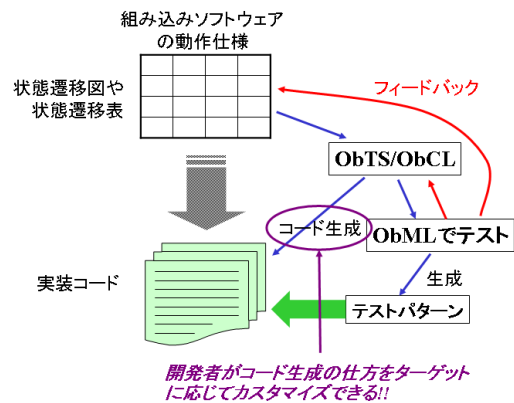 組み込みソフトウェア
の動作仕様
状態遷移図や
状態遷移表
フィードバック
ObTS/ObCL
コード生成
ObMLでテスト
実装コード
生成
テストパターン
開発者がコード生成の仕方をターゲット
に応じてカスタマイズできる!!